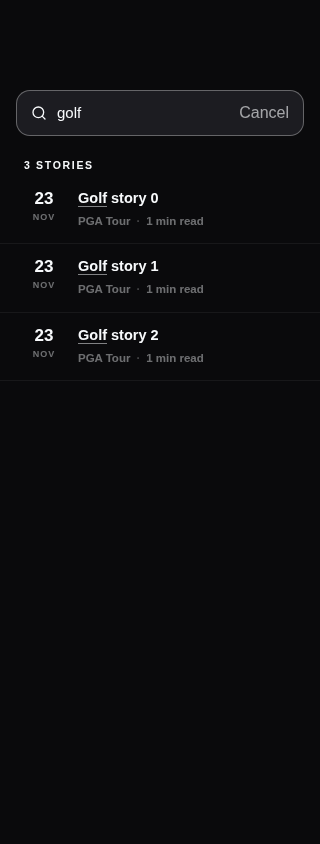 golf Cancel
3 STORIES
23 Golf story 0
NOV PGA Tour · 1 min read
23 Golf story 1
NOV PGA Tour · 1 min read
23 Golf story 2
NOV PGA Tour · 1 min read